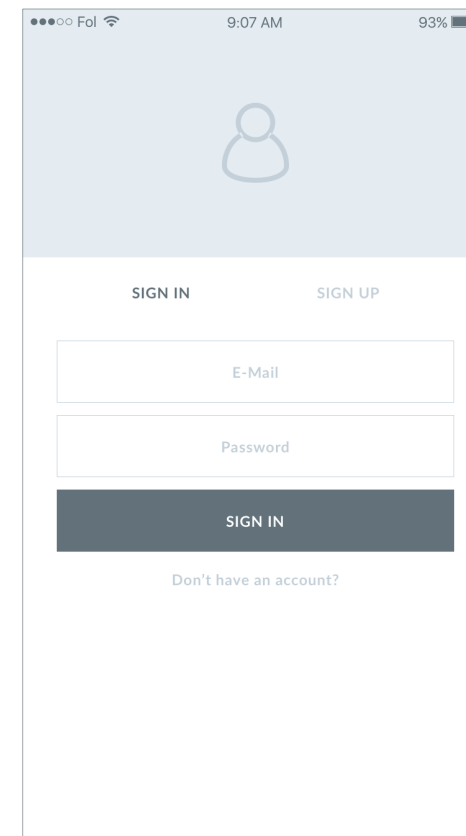 ●●●○○ Fol 9:07 AM 93%
SIGN IN SIGN UP
E-Mail
Password
SIGN IN
Don't have an account?